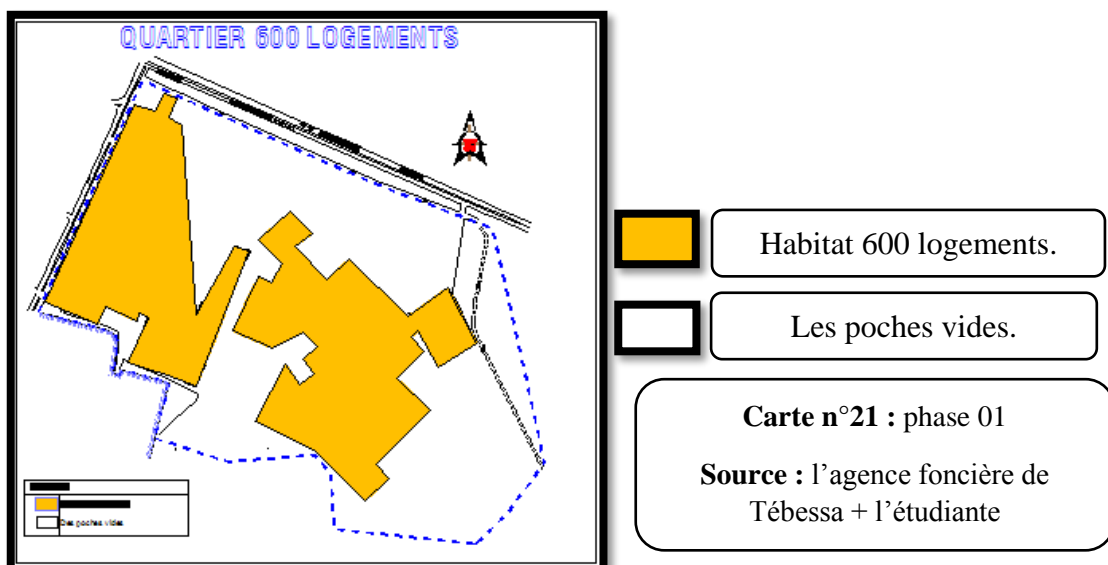 QUARTIER 600 LOGEMENTS
Des poches vides
Habitat 600 logements.
Les poches vides.
Carte n°21 : phase 01
Source : l’agence foncière de
Tébessa + l’étudiante